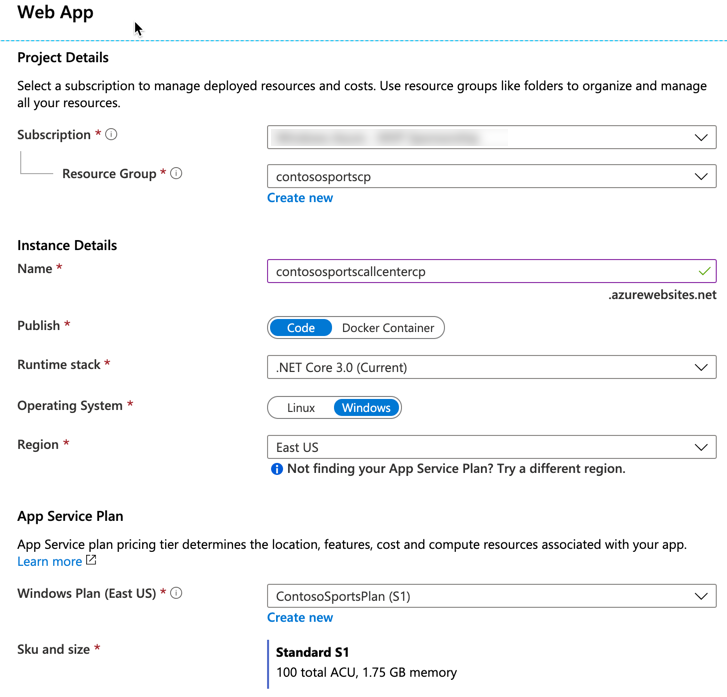 Web App
Project Details
Select a subscription to manage deployed resources and costs. Use resource groups like folders to organize and manage
all your resources.
Subscription *
Resource Group * contososportscp
Create new
Instance Details
Name * contososportscallcentercp
.azurewebsites.net
Publish * Code Docker Container
Runtime stack * .NET Core 3.0 (Current)
Operating System * Linux Windows
Region * East US
Not finding your App Service Plan? Try a different region.
App Service Plan
App Service plan pricing tier determines the location, features, cost and compute resources associated with your app.
Learn more
Windows Plan (East US) * ContosoSportsPlan (S1)
Create new
Sku and size * Standard S1
100 total ACU, 1.75 GB memory